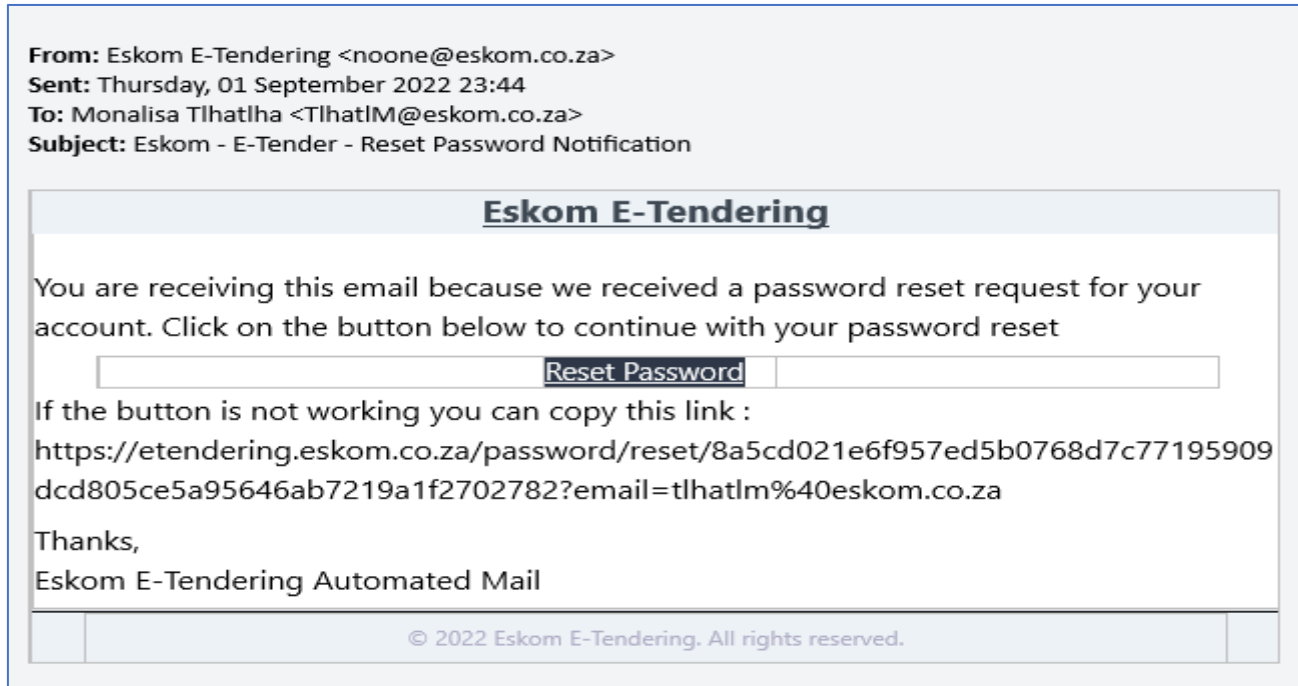 From: Eskom E-Tendering <noone@eskom.co.za>
Sent: Thursday, 01 September 2022 23:44
To: Monalisa Tlhatlha <TlhatlM@eskom.co.za>
Subject: Eskom - E-Tender - Reset Password Notification
Eskom E-Tendering
You are receiving this email because we received a password reset request for your
account. Click on the button below to continue with your password reset
Reset Password
If the button is not working you can copy this link :
https://etendering.eskom.co.za/password/reset/8a5cd021e6f957ed5b0768d7c77195909
dcd805ce5a95646ab7219a1f2702782?email=tlhatlm%40eskom.co.za
Thanks,
Eskom E-Tendering Automated Mail
© 2022 Eskom E-Tendering. All rights reserved.